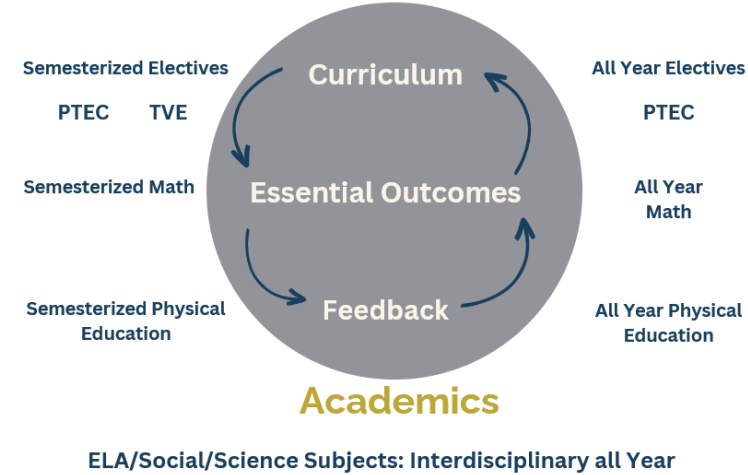 Semesterized Electives
Curriculum
All Year Electives
PTEC
TVE
PTEC
Semesterized Math
Essential Outcomes
All Year
Math
Semesterized Physical
Education
Feedback
All Year Physical
Education
Academics
ELA/Social/Science Subjects: Interdisciplinary all Year